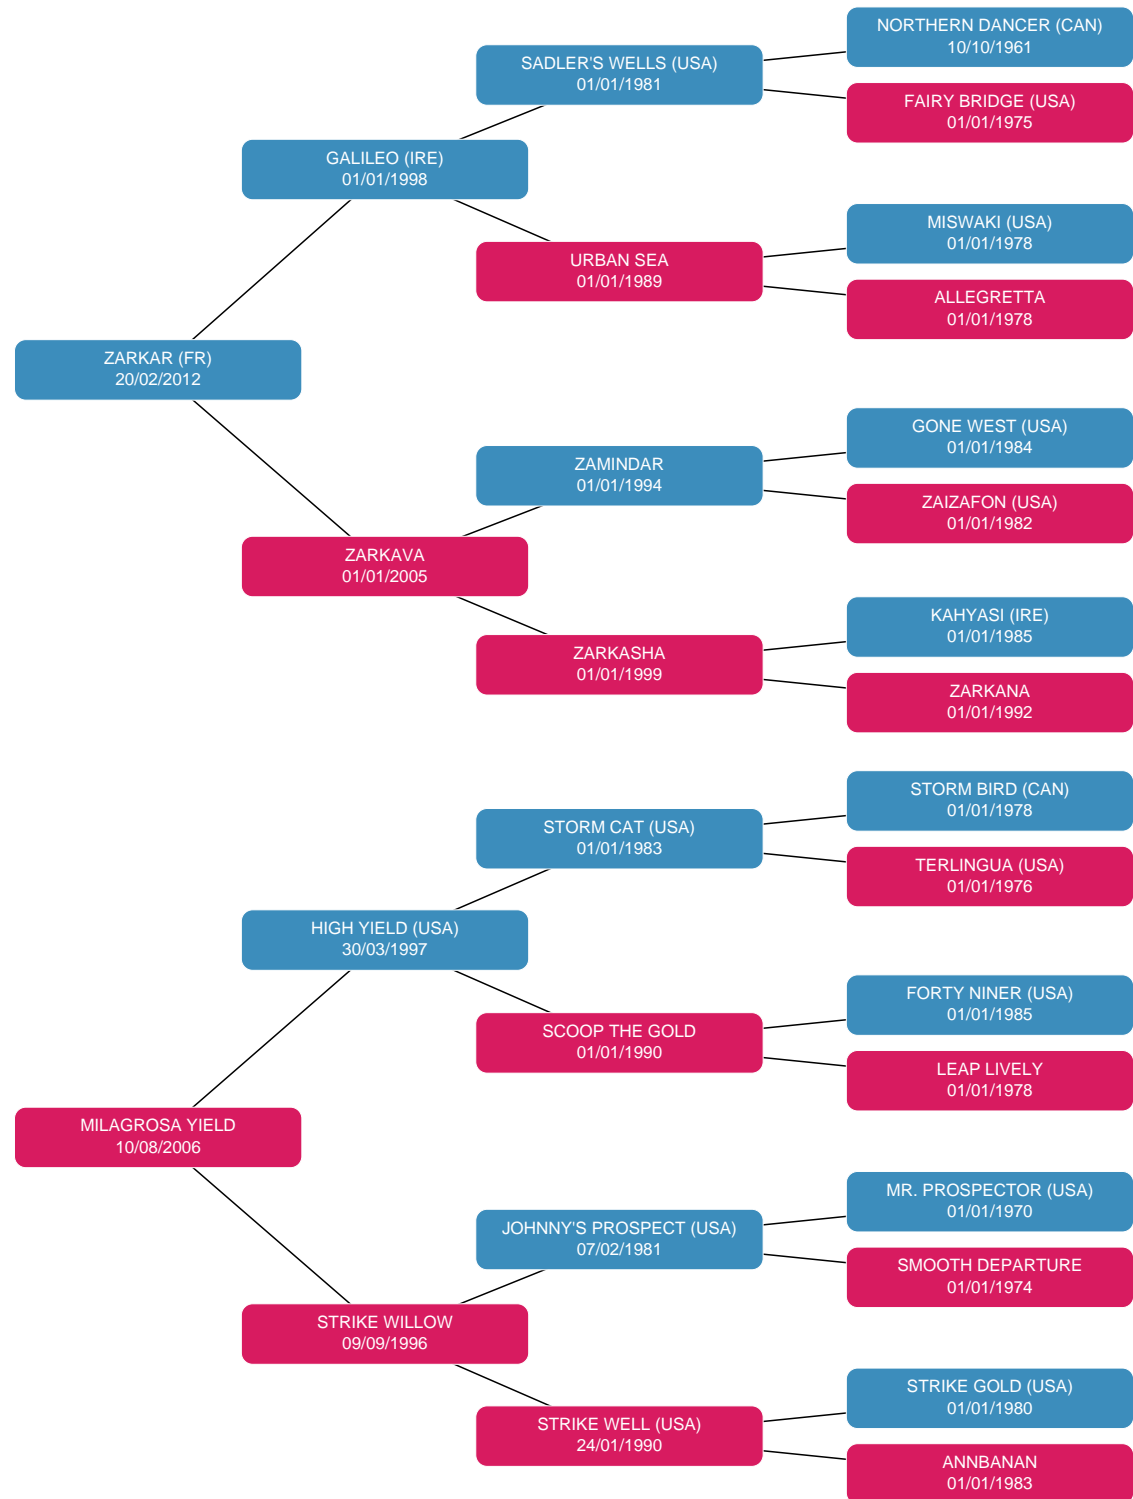 NORTHERN DANCER (CAN)
10/10/1961
SADLER'S WELLS (USA)
01/01/1981
FAIRY BRIDGE (USA)
01/01/1975
GALILEO (IRE)
01/01/1998
MISWAKI (USA)
01/01/1978
URBAN SEA
01/01/1989
ALLEGRETTA
01/01/1978
ZARKAR (FR)
20/02/2012
GONE WEST (USA)
01/01/1984
ZAMINDAR
01/01/1994
ZAIZAFON (USA)
01/01/1982
ZARKAVA
01/01/2005
KAHYASI (IRE)
01/01/1985
ZARKASHA
01/01/1999
ZARKANA
01/01/1992
STORM BIRD (CAN)
01/01/1978
STORM CAT (USA)
01/01/1983
TERLINGUA (USA)
01/01/1976
HIGH YIELD (USA)
30/03/1997
FORTY NINER (USA)
01/01/1985
SCOOP THE GOLD
01/01/1990
LEAP LIVELY
01/01/1978
MILAGROSA YIELD
10/08/2006
MR. PROSPECTOR (USA)
01/01/1970
JOHNNY'S PROSPECT (USA)
07/02/1981
SMOOTH DEPARTURE
01/01/1974
STRIKE WILLOW
09/09/1996
STRIKE GOLD (USA)
01/01/1980
STRIKE WELL (USA)
24/01/1990
ANNBANAN
01/01/1983